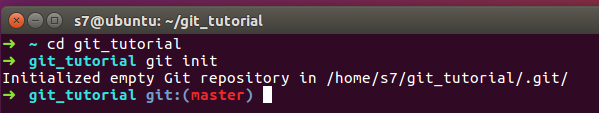 s7@ubuntu: ~/git_tutorial
➜ ~ cd git_tutorial
➜ git_tutorial git init
Initialized empty Git repository in /home/s7/git_tutorial/.git/
➜ git_tutorial git:(master)